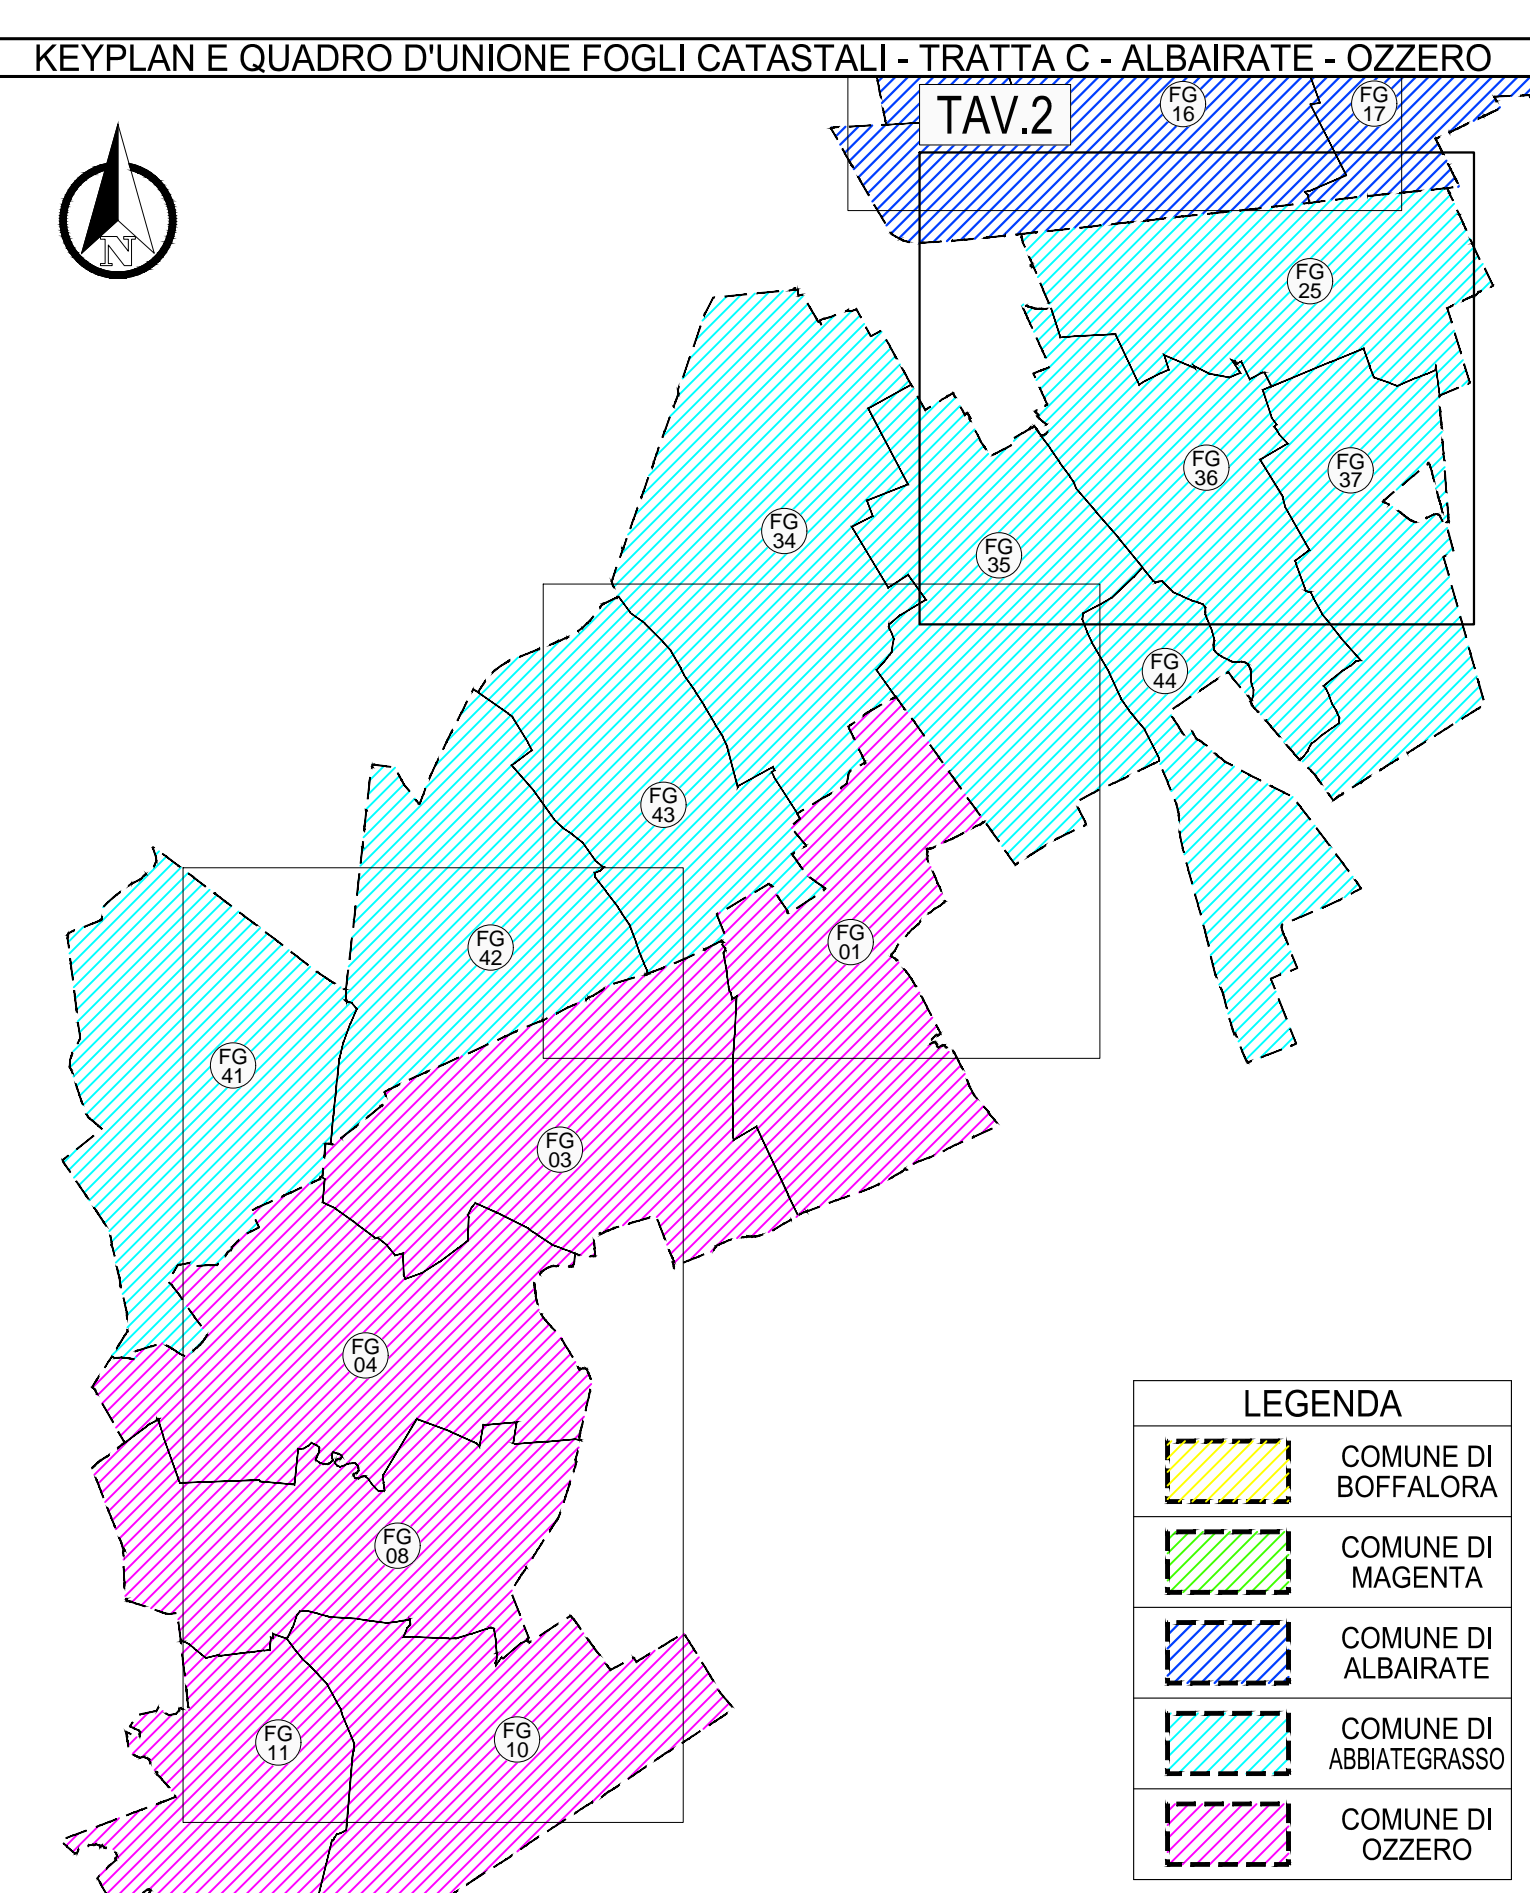 KEYPLAN E QUADRO D'UNIONE FOGLI CATASTALI - TRATTA C - ALBAIRATE - OZZERO
TAV.2
FG
16
FG
17
N
FG
25
FG
36
FG
37
FG
34
FG
35
FG
44
FG
43
FG
42
FG
01
FG
41
FG
03
FG
04
FG
08
FG
11
FG
10
LEGENDA
COMUNE DI
BOFFALORA
COMUNE DI
MAGENTA
COMUNE DI
ALBAIRATE
COMUNE DI
ABBIATEGRASSO
COMUNE DI
OZZERO